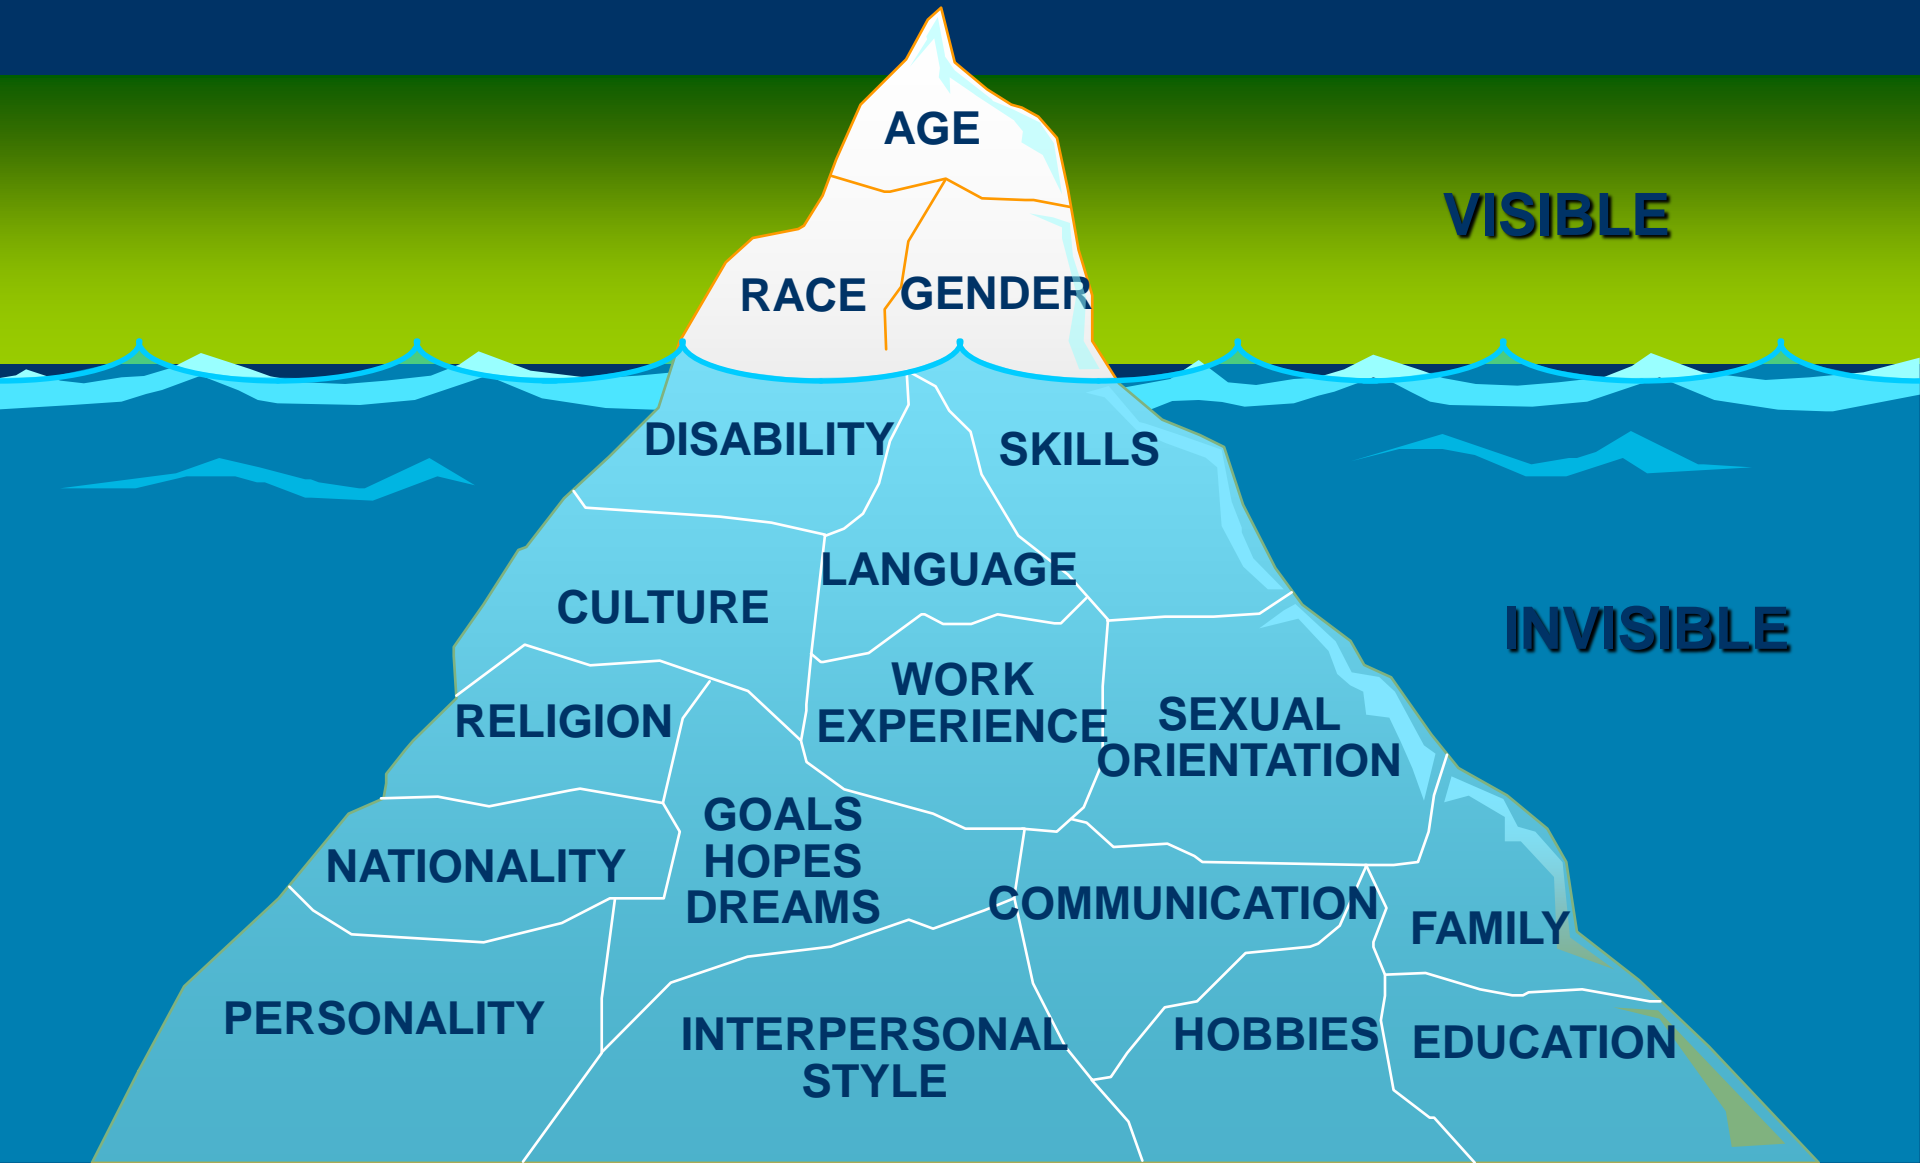 AGE
VISIBLE
RACE
GENDER
DISABILITY
SKILLS
LANGUAGE
CULTURE
INVISIBLE
WORK
EXPERIENCE
RELIGION
SEXUAL
ORIENTATION
GOALS
HOPES
DREAMS
NATIONALITY
COMMUNICATION
FAMILY
PERSONALITY
INTERPERSONAL
STYLE
HOBBIES
EDUCATION